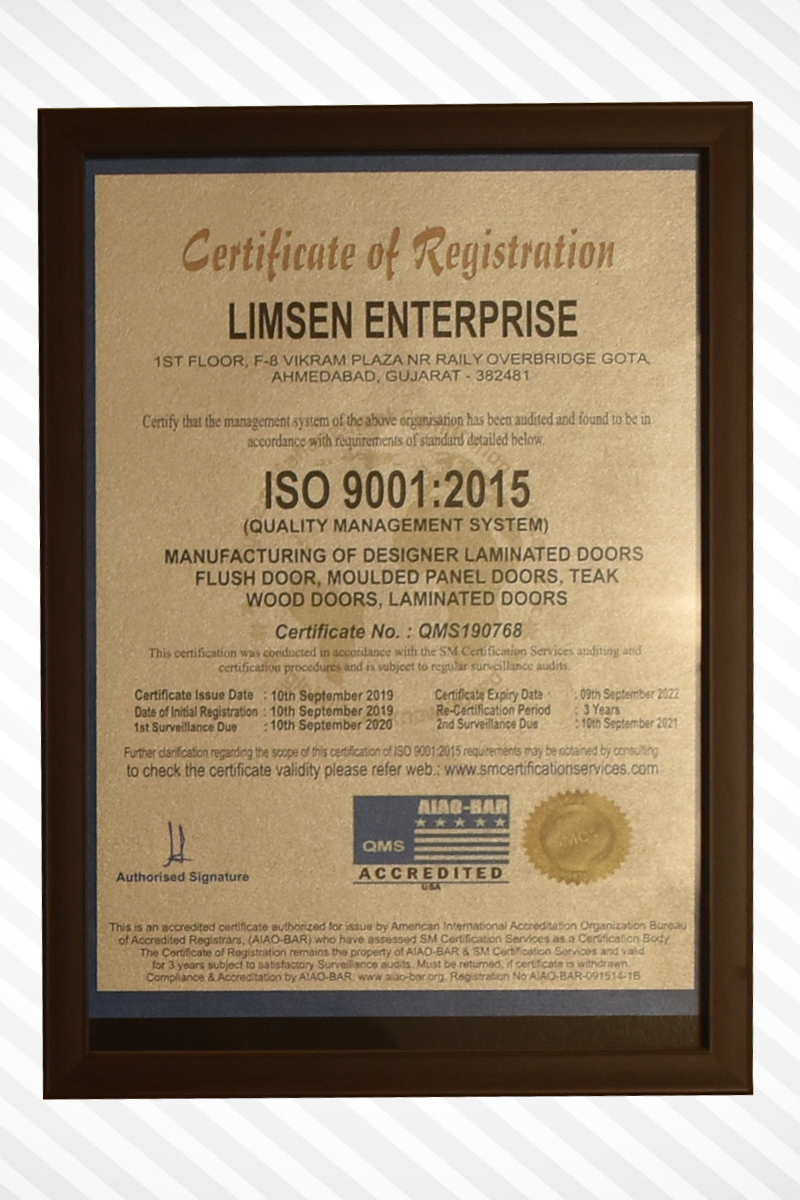 Certificate of Registration
LIMSEN ENTERPRISE
1ST FLOOR, F-8 VIKRAM PLAZA NR RAILY OVERBRIDGE GOTA,
AHMEDABAD, GUJARAT - 382481
Certify that the management system of the above organisation has been audited and found to be in
accordance with requirements of standard detailed below.
ISO 9001:2015
(QUALITY MANAGEMENT SYSTEM)
MANUFACTURING OF DESIGNER LAMINATED DOORS
FLUSH DOOR, MOULDED PANEL DOORS, TEAK
WOOD DOORS, LAMINATED DOORS
Certificate No. : QMS190768
This certification was conducted in accordance with the SM Certification Services auditing and
certification procedures and is subject to regular surveillance audits.
Certificate Issue Date : 10th September 2019 Certificate Expiry Date : 09th September 2022
Date of Initial Registration : 10th September 2019 Re-Certification Period : 3 Years
1st Surveillance Due : 10th September 2020 2nd Surveillance Due : 10th September 2021
Further clarification regarding the scope of this certification of ISO 9001:2015 requirements may be obtained by consulting
to check the certificate validity please refer web.: www.smcertificationservices.com
AIAO-BAR
QMS
ACCREDITED
USA
Authorised Signature
This is an accredited certificate authorized for issue by American International Accreditation Organization Bureau
of Accredited Registrars, (AIAO-BAR) who have assessed SM Certification Services as a Certification Body
The Certificate of Registration remains the property of AIAO-BAR & SM Certification Services and valid
for 3 years subject to satisfactory Surveillance audits. Must be returned, if certificate is withdrawn.
Compliance & Accreditation by AIAO-BAR, www.aiao-bar.org, Registration No AIAO-BAR-091514-1B